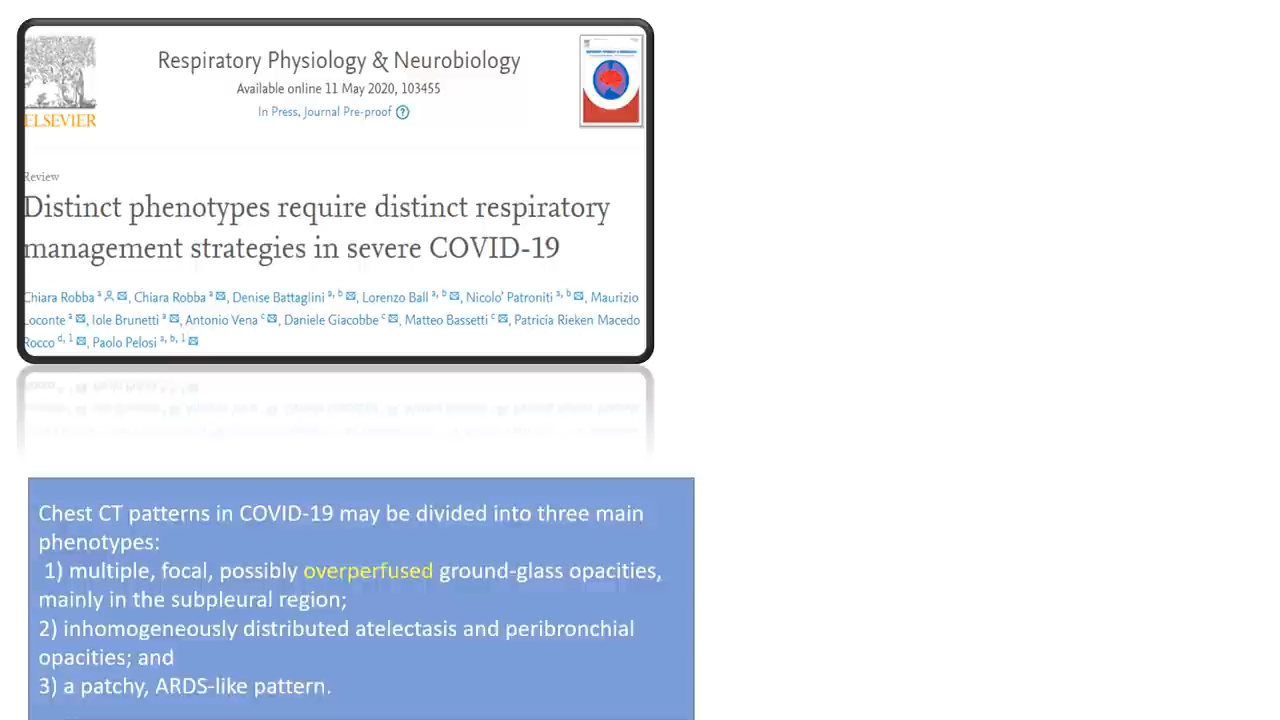 ELSEVIER
Respiratory Physiology & Neurobiology
Available online 11 May 2020, 103455
In Press, Journal Pre-proof ?
Review
Distinct phenotypes require distinct respiratory
management strategies in severe COVID-19
Chiara Robba a, Chiara Robba a, Denise Battaglini a, b, Lorenzo Ball a, b, Nicolo' Patroniti a, b, Maurizio
Loconte a, Iole Brunetti a, Antonio Vena c, Daniele Giacobbe c, Matteo Bassetti c, Patricia Rieken Macedo
Rocco d, 1, Paolo Pelosi a, b, 1
Chest CT patterns in COVID-19 may be divided into three main
phenotypes:
1) multiple, focal, possibly overperfused ground-glass opacities,
mainly in the subpleural region;
2) inhomogeneously distributed atelectasis and peribronchial
opacities; and
3) a patchy, ARDS-like pattern.